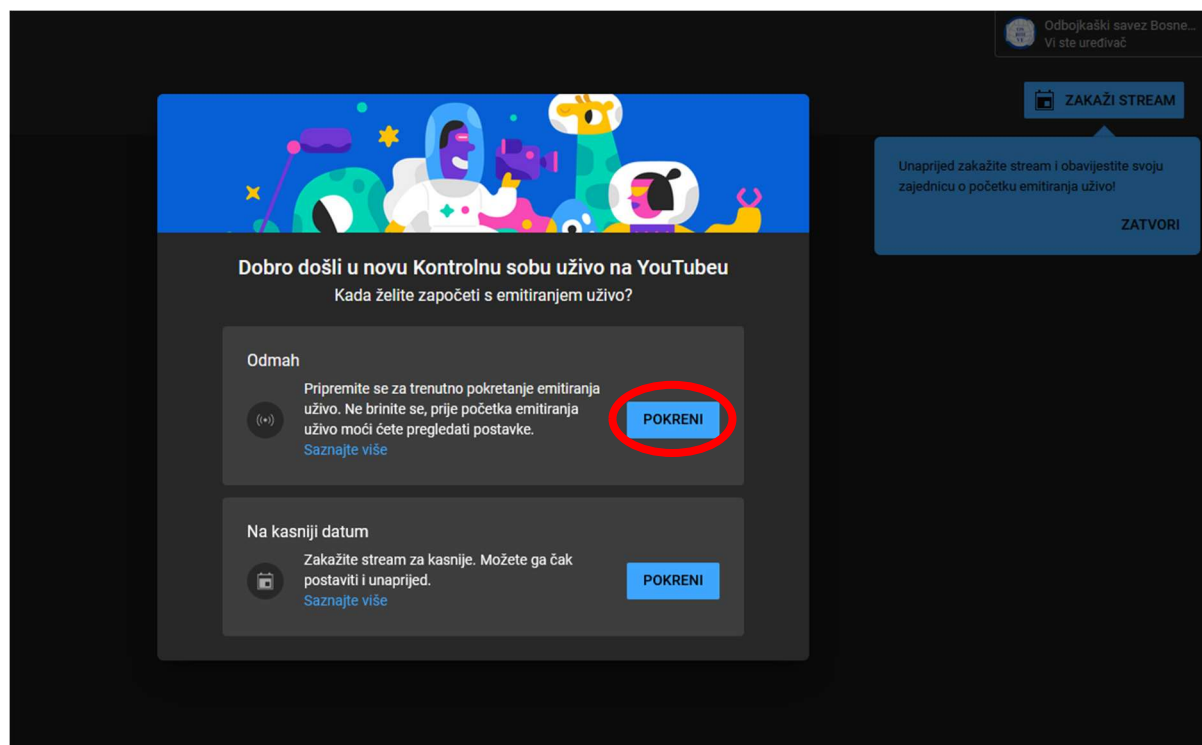 Odbojkaški savez Bosne...
Vi ste uređivač
ZAKAŽI STREAM
Unaprijed zakažite stream i obavijestite svoju
zajednicu o početku emitiranja uživo!
ZATVORI
Dobro došli u novu Kontrolnu sobu uživo na YouTubeu
Kada želite započeti s emitiranjem uživo?
Odmah
Pripremite se za trenutno pokretanje emitiranja
uživo. Ne brinite se, prije početka emitiranja
uživo moći ćete pregledati postavke.
Saznajte više
POKRENI
Na kasniji datum
Zakažite stream za kasnije. Možete ga čak
postaviti i unaprijed.
Saznajte više
POKRENI